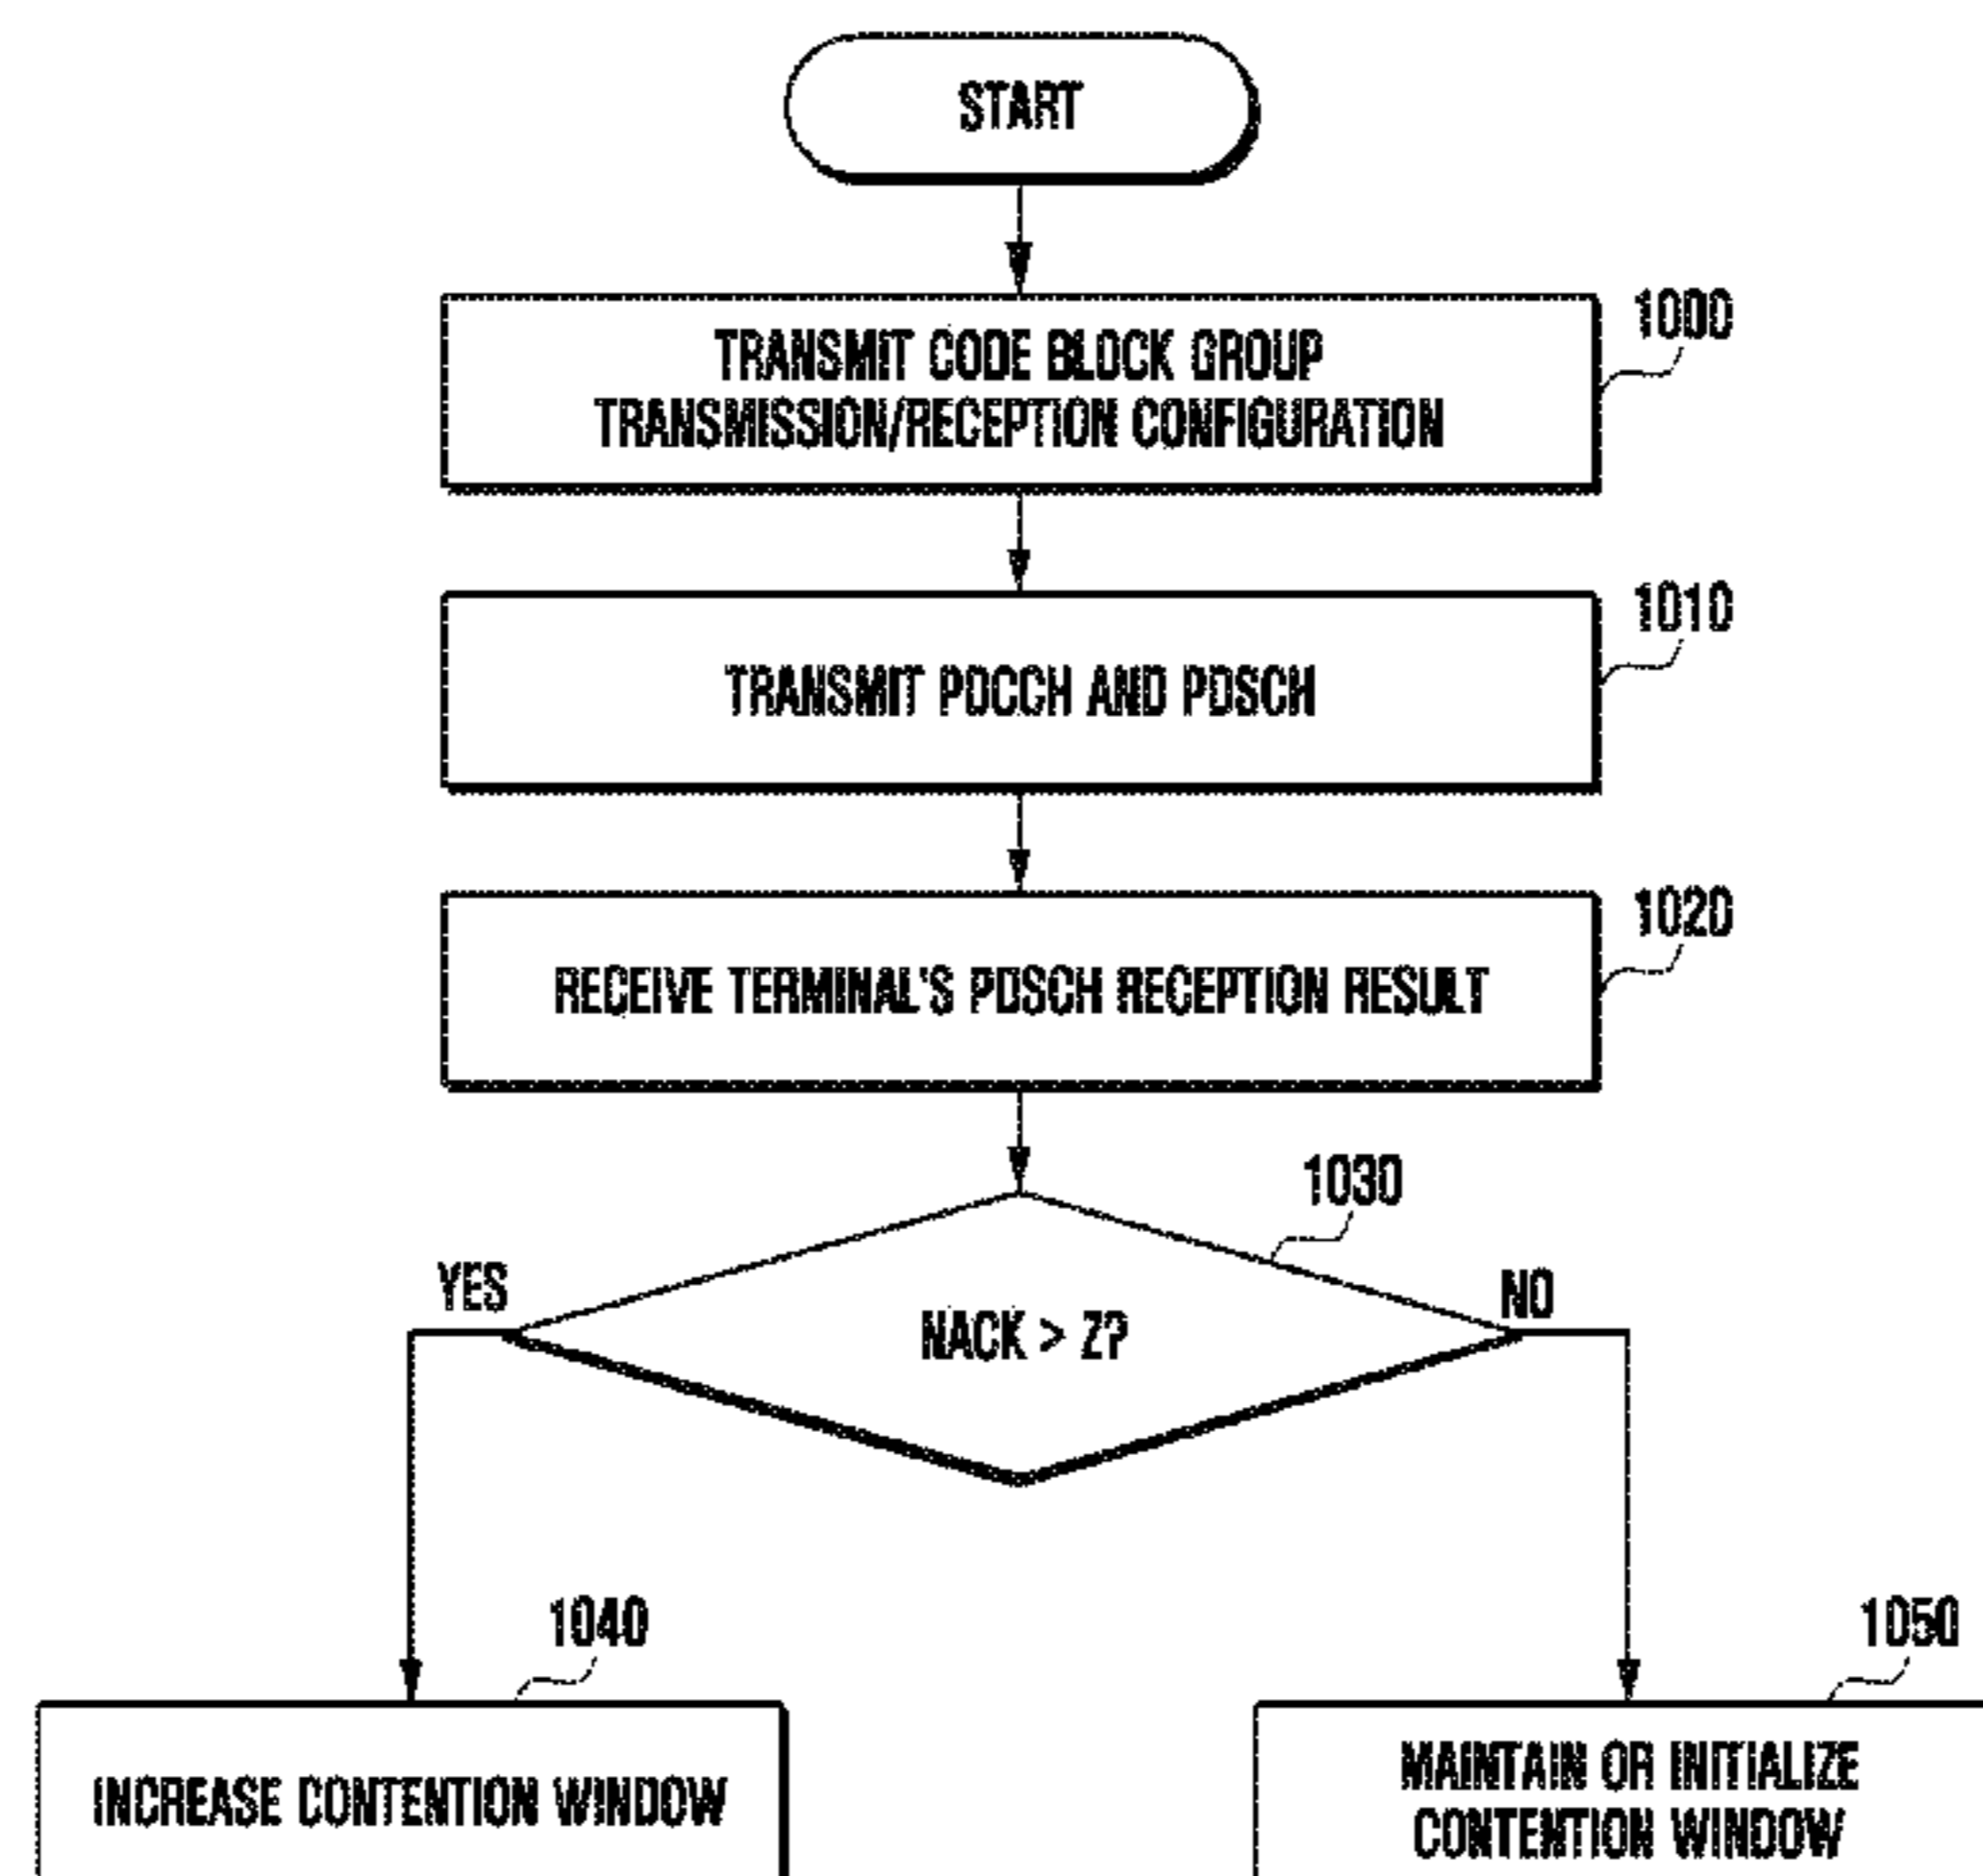 START
1000
TRANSMIT CODE BLOCK GROUP
TRANSMISSION/RECEPTION CONFIGURATION
1010
TRANSMIT PDCCH AND PDSCH
1020
RECEIVE TERMINAL'S PDSCH RECEPTION RESULT
1030
YES
NO
NACK > Z?
1040
1050
INCREASE CONTENTION WINDOW
MAINTAIN OR INITIALIZE
CONTENTION WINDOW